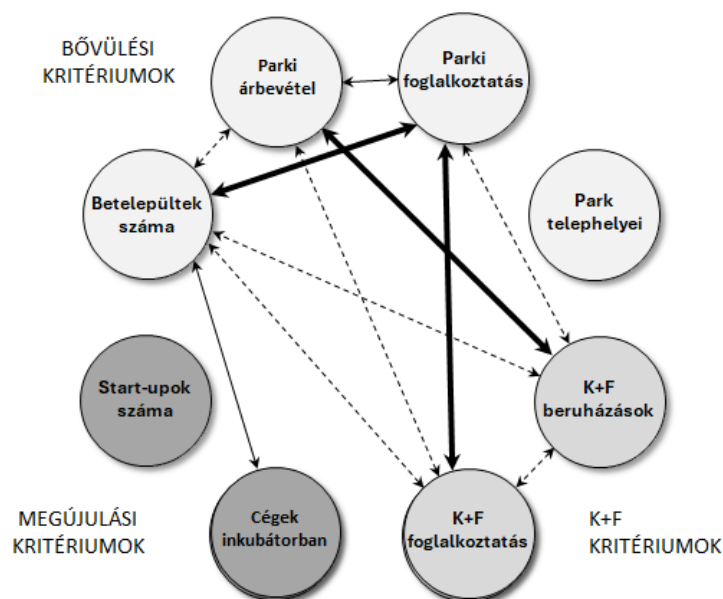 BŐVÜLÉSI
KRITÉRIUMOK
Parki
árbevétel
Parki
foglalkoztatás
Betelepültek
száma
Park
telephelyei
Start-upok
száma
K+F
beruházások
MEGÚJULÁSI
KRITÉRIUMOK
Cégek
inkubátorban
K+F
foglalkoztatás
K+F
KRITÉRIUMOK